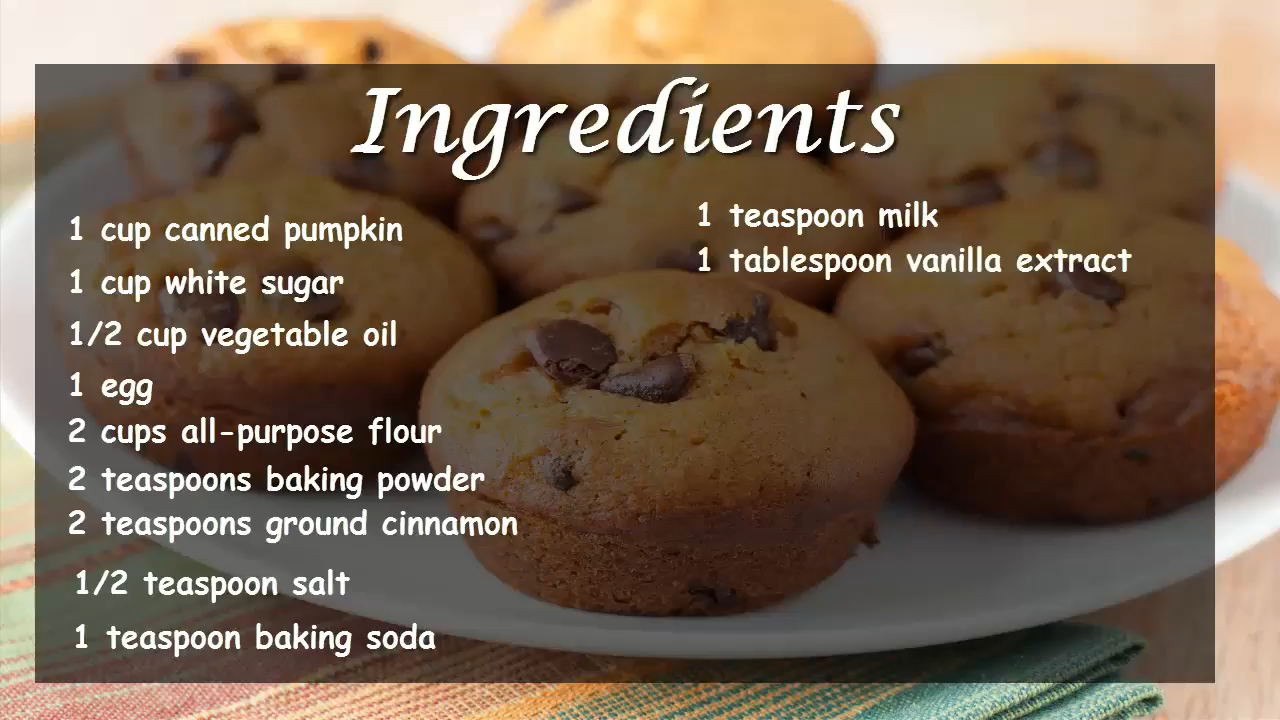 Ingredients
1 cup canned pumpkin
1 cup white sugar
1/2 cup vegetable oil
1 egg
2 cups all-purpose flour
2 teaspoons baking powder
2 teaspoons ground cinnamon
1/2 teaspoon salt
1 teaspoon baking soda
1 teaspoon milk
1 tablespoon vanilla extract